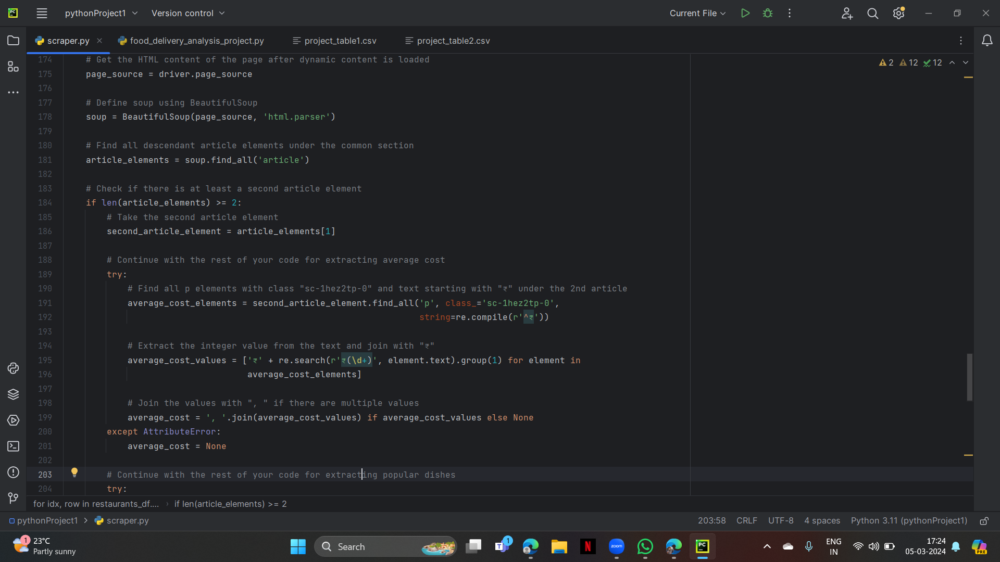 PC
pythonProject1
Version control
Current File
scraper.py
food_delivery_analysis_project.py
project_table1.csv
project_table2.csv
2 12 12
174 # Get the HTML content of the page after dynamic content is loaded
175 page_source = driver.page_source
176
177 # Define soup using BeautifulSoup
178 soup = BeautifulSoup(page_source, 'html.parser')
179
180 # Find all descendant article elements under the common section
181 article_elements = soup.find_all('article')
182
183 # Check if there is at least a second article element
184 if len(article_elements) >= 2:
185 # Take the second article element
186 second_article_element = article_elements[1]
187
188 # Continue with the rest of your code for extracting average cost
189 try:
190 # Find all p elements with class "sc-1hez2tp-0" and text starting with "₹" under the 2nd article
191 average_cost_elements = second_article_element.find_all('p', class_='sc-1hez2tp-0',
192 string=re.compile(r'^₹'))
193
194 # Extract the integer value from the text and join with "₹"
195 average_cost_values = ['₹' + re.search(r'₹(\d+)', element.text).group(1) for element in
196 average_cost_elements]
197
198 # Join the values with ", " if there are multiple values
199 average_cost = ', '.join(average_cost_values) if average_cost_values else None
200 except AttributeError:
201 average_cost = None
202
203 # Continue with the rest of your code for extracting popular dishes
204 try:
for idx, row in restaurants_df.... › if len(article_elements) >= 2
pythonProject1 > scraper.py
203:58 CRLF UTF-8 4 spaces Python 3.11 (pythonProject1)
1
23°C
Partly sunny
Search
T
1
N
zoom
PC
ENG
IN
17:24
05-03-2024
PRE